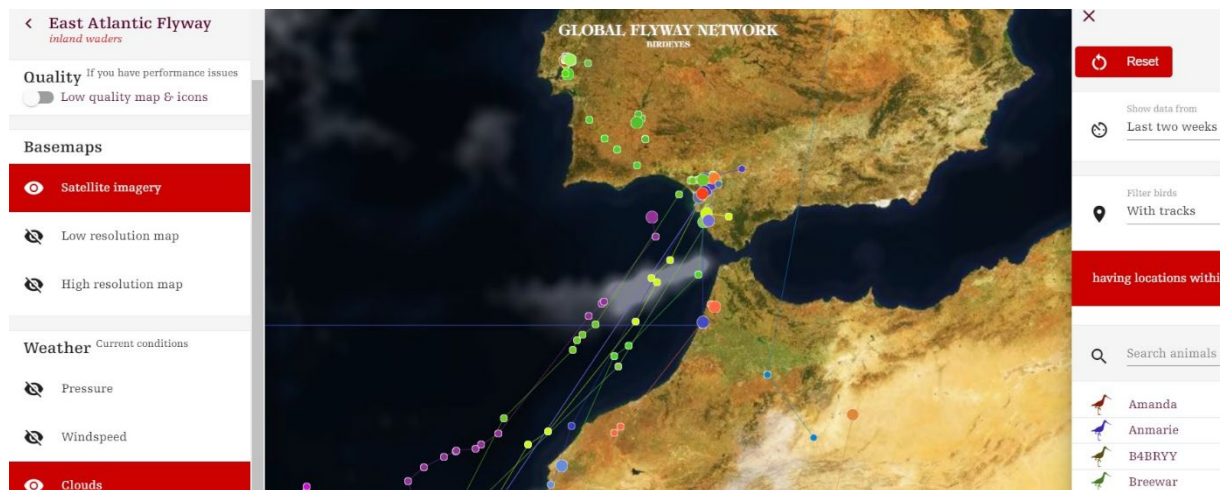 East Atlantic Flyway
inland waders
Quality If you have performance issues
Low quality map & icons
Basemaps
Satellite imagery
Low resolution map
High resolution map
Weather Current conditions
Pressure
Windspeed
Clouds
GLOBAL FLYWAY NETWORK
BIRDEYES
Reset
Show data from
Last two weeks
Filter birds
With tracks
having locations withi
Search animals
Amanda
Anmarie
B4BRYY
Breewar